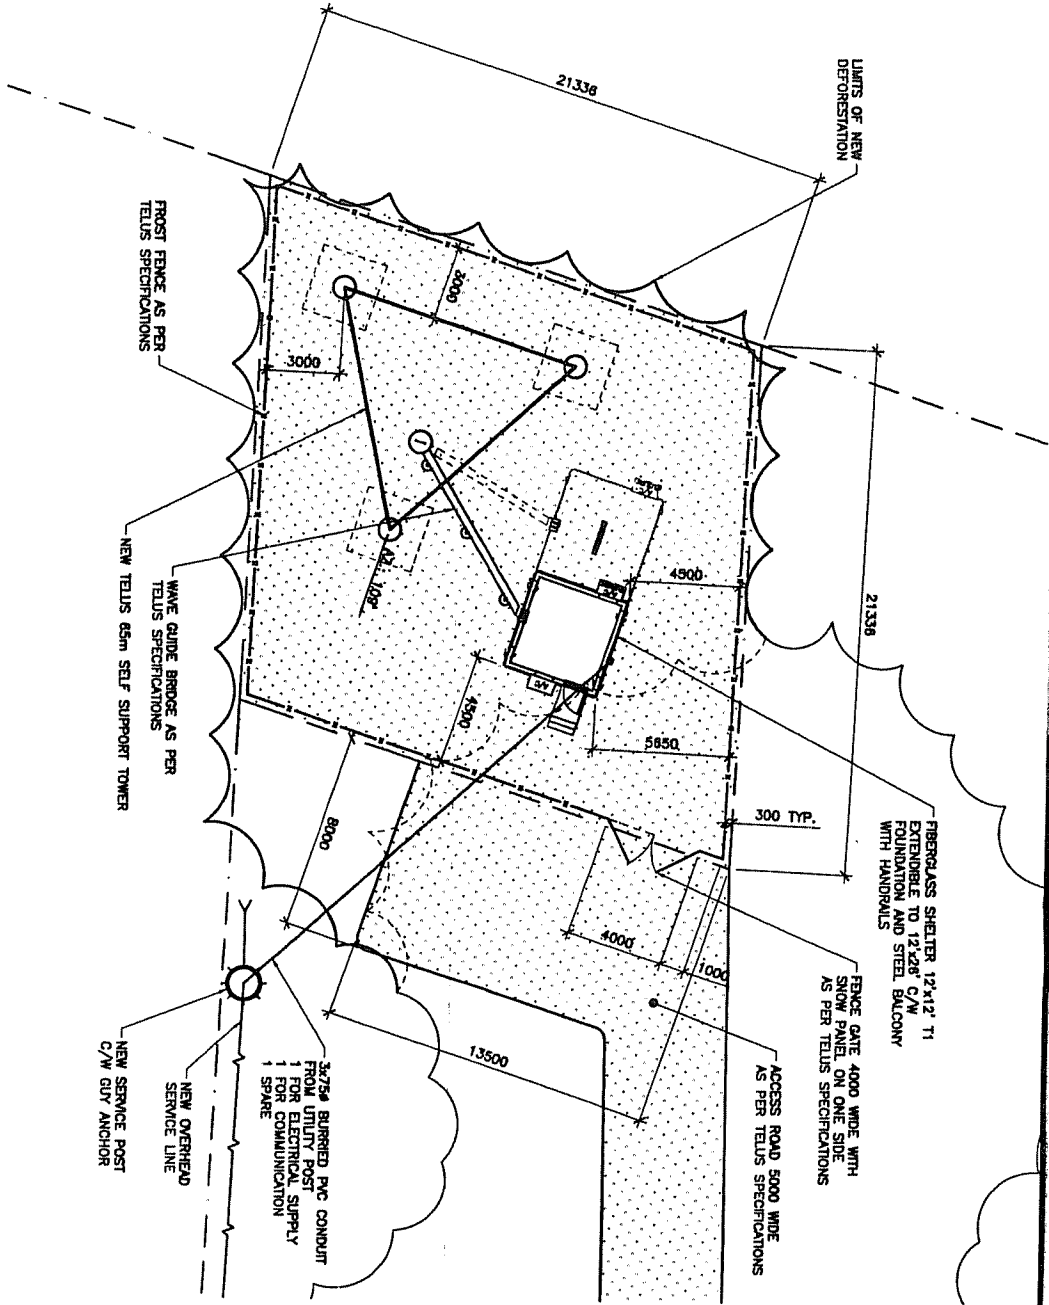 LIMITS OF NEW
DEFORESTATION
21336
FROST FENCE AS PER
TELUS SPECIFICATIONS
3000
21336
4500
NEW TELUS 65m SELF SUPPORT TOWER
WAVE GUIDE BRIDGE AS PER
TELUS SPECIFICATIONS
109°
4500
5650
300 TYP.
8000
FIBERGLASS SHELTER 12'x12' T1
EXTENDIBLE TO 12'x28' C/W
FOUNDATION AND STEEL BALCONY
WITH HANDRAILS
FENCE GATE 4000 WIDE WITH
SNOW PANEL ON ONE SIDE
AS PER TELUS SPECIFICATIONS
4000
1000
ACCESS ROAD 5000 WIDE
AS PER TELUS SPECIFICATIONS
13500
3x75ø BURRIED PVC CONDUIT
FROM UTILITY POST
1 FOR ELECTRICAL SUPPLY
1 FOR COMMUNICATION
1 SPARE
NEW OVERHEAD
SERVICE LINE
NEW SERVICE POST
C/W GUY ANCHOR